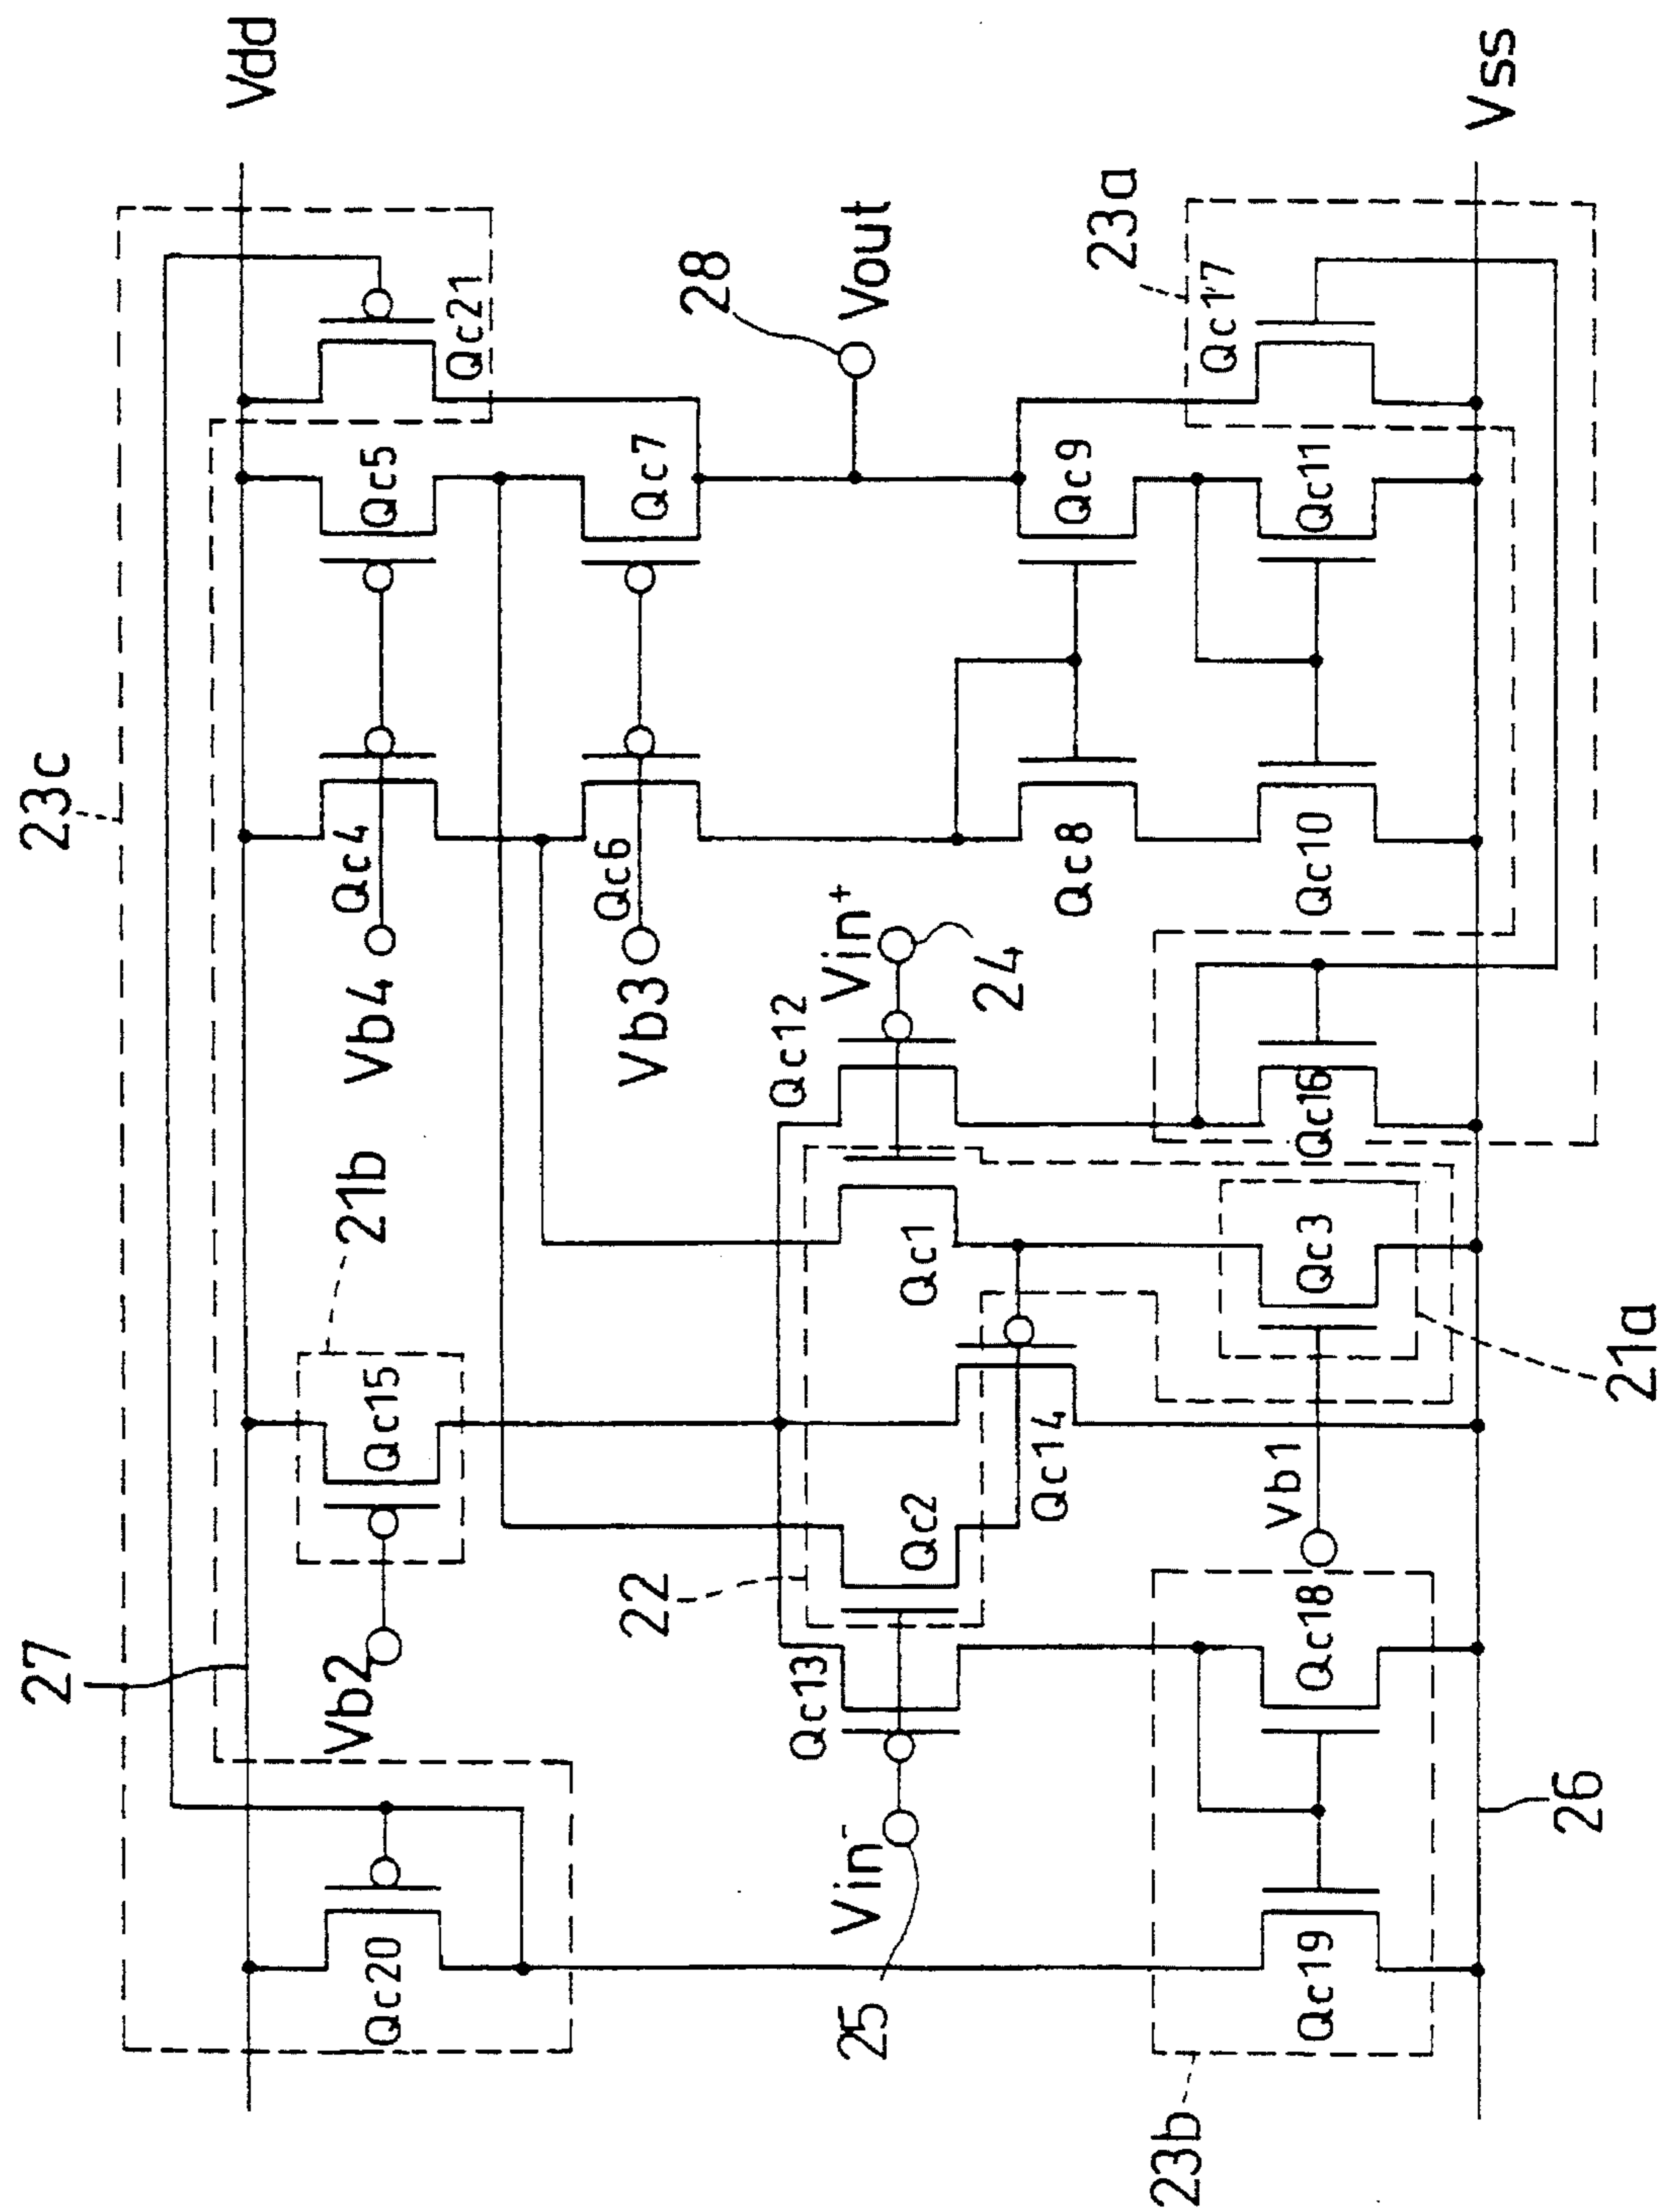 23c
27
Vdd
21b
Vb2
Qc20
Qc15
Vb4
Qc4
Qc5
Qc21
Vb3
Qc6
Qc7
28
Vout
22
Vin-
25
Qc13
Qc2
Qc1
Qc12
Vin+
24
Qc14
Qc8
Qc9
23a
Vb1
23b
Qc19
Qc18
Qc3
Qc16
Qc10
Qc11
Qc17
26
21a
Vss